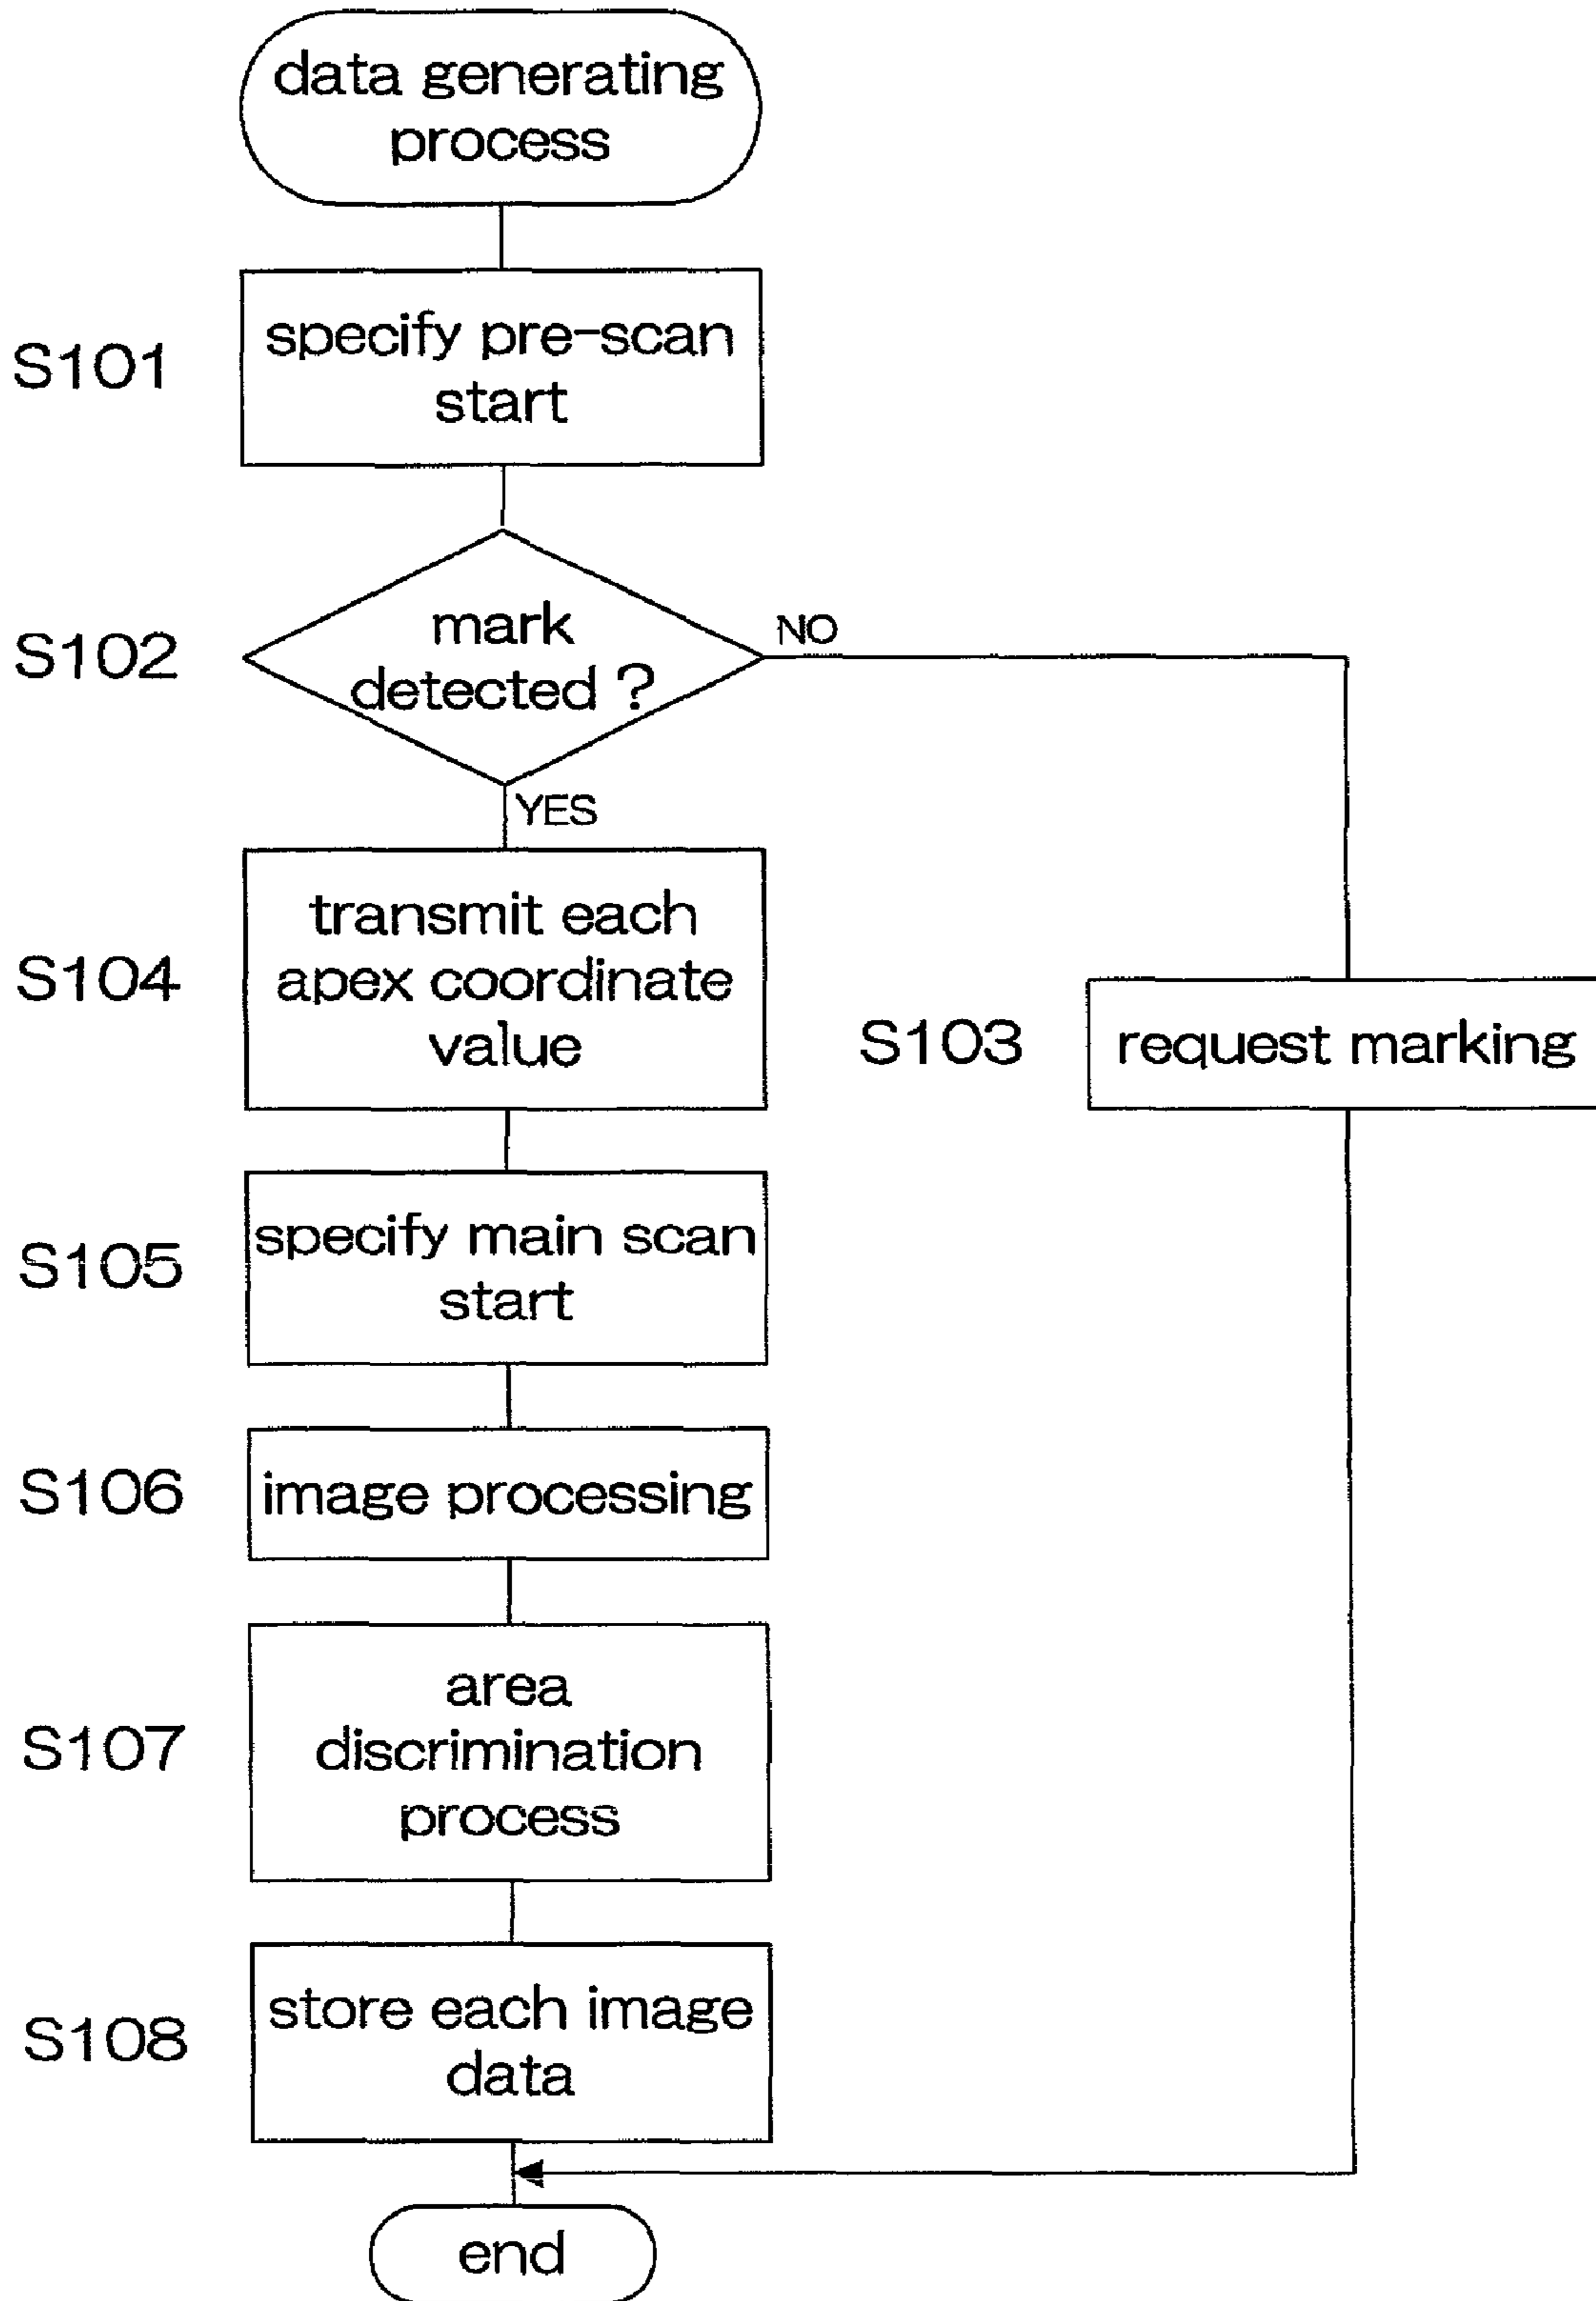 data generating
process
S101
specify pre-scan
start
S102
mark
detected ?
NO
YES
S104
transmit each
apex coordinate
value
S103
request marking
S105
specify main scan
start
S106
image processing
S107
area
discrimination
process
S108
store each image
data
end